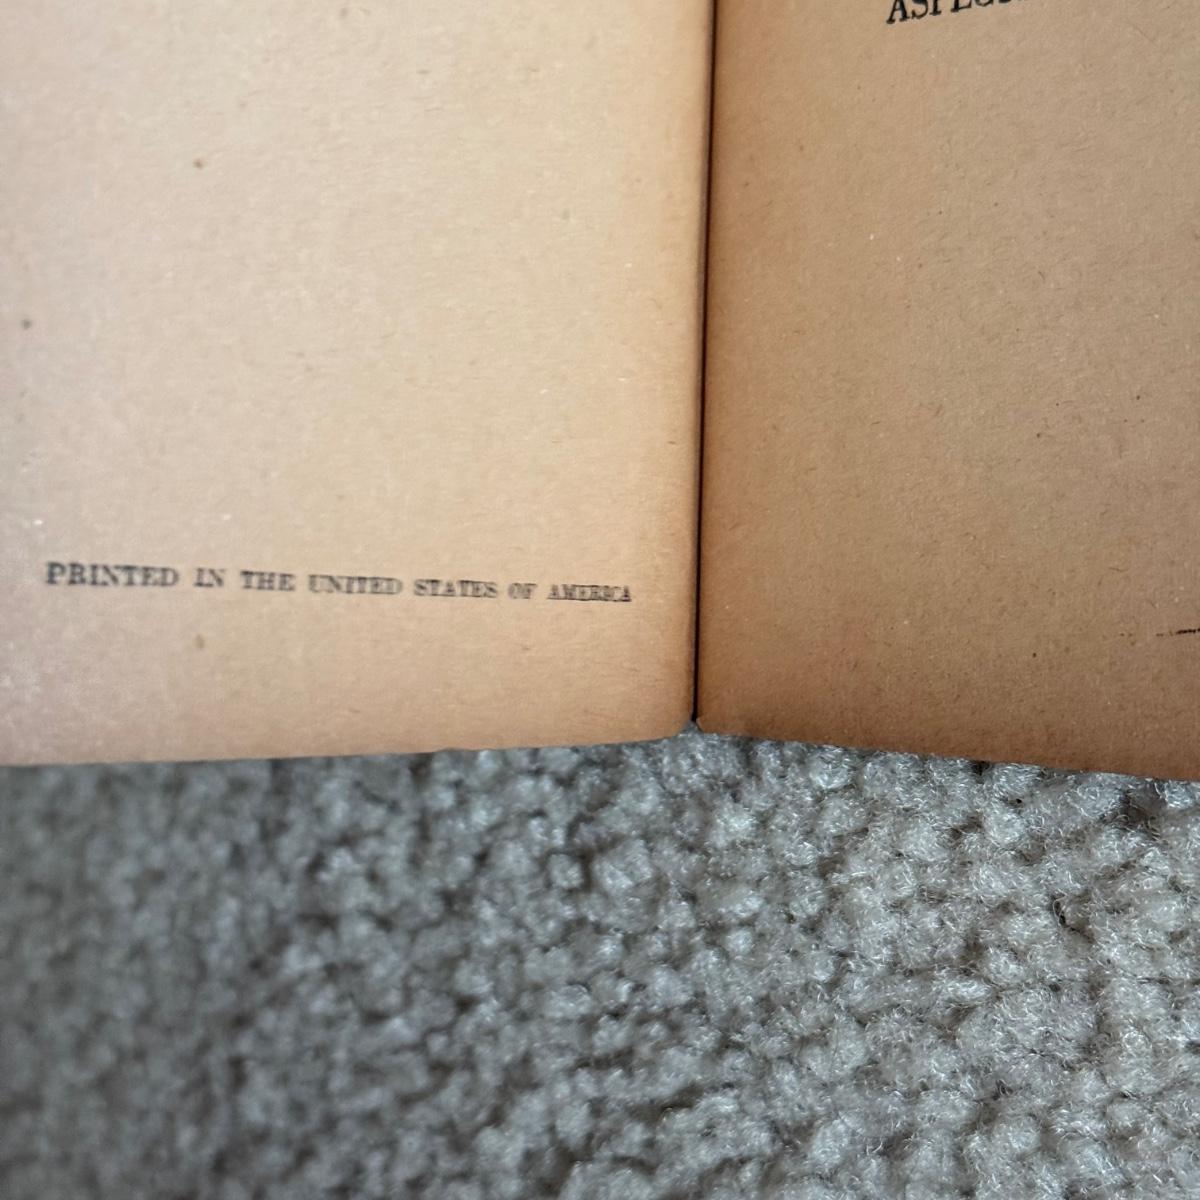 PRINTED IN THE UNITED STATES OF AMERICA